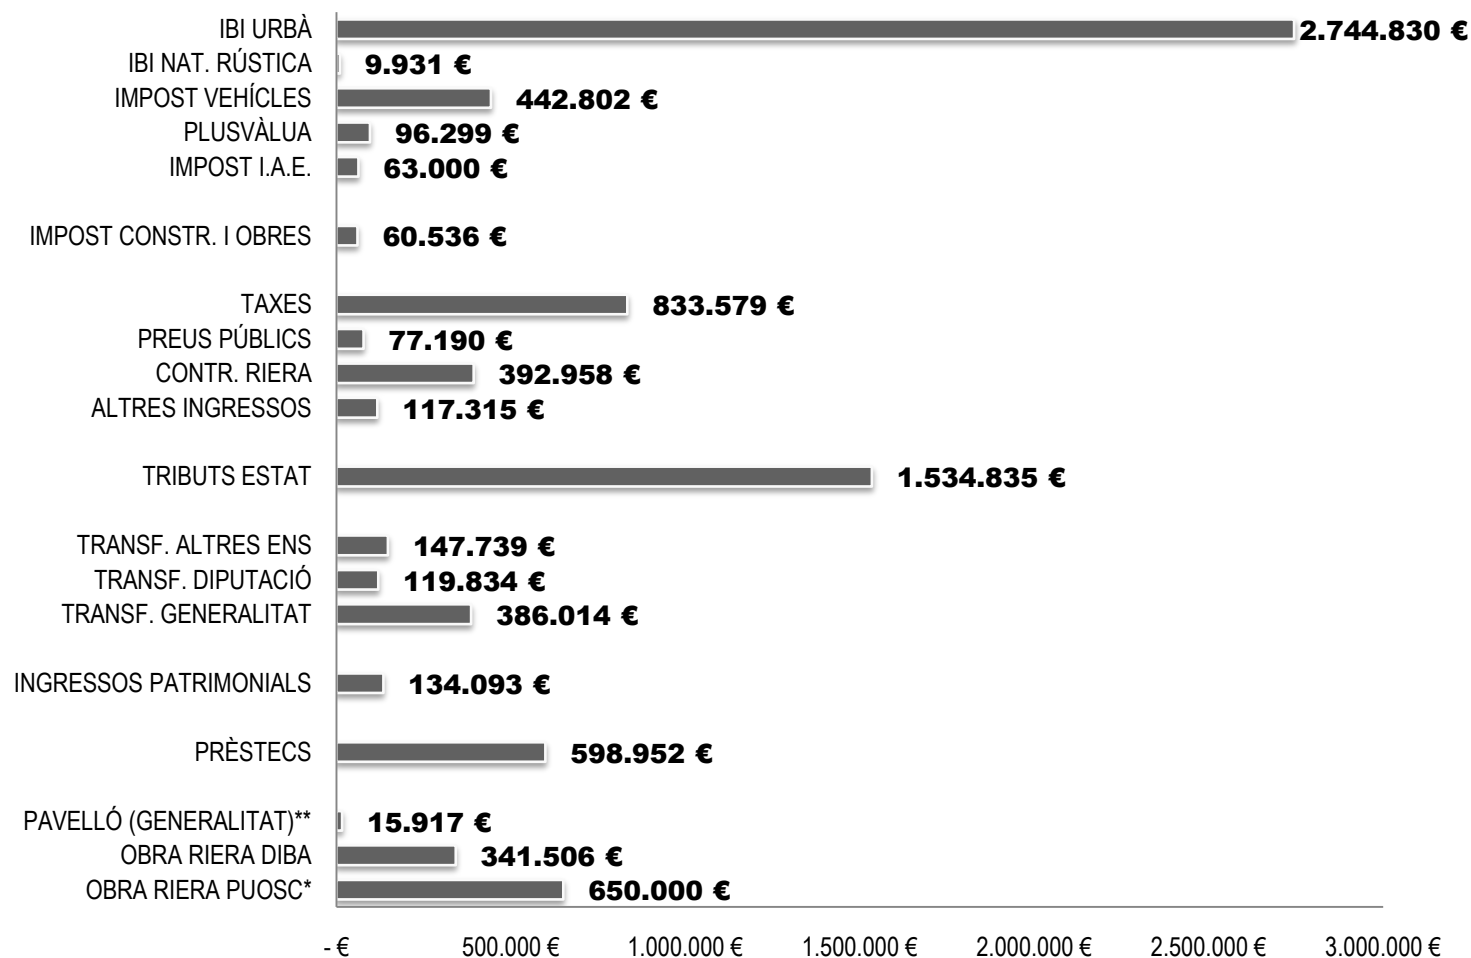 IBI URBÀ 2.744.830 €
IBI NAT. RÚSTICA 9.931 €
IMPOST VEHÍCLES 442.802 €
PLUSVÀLUA 96.299 €
IMPOST I.A.E. 63.000 €
IMPOST CONSTR. I OBRES 60.536 €
TAXES 833.579 €
PREUS PÚBLICS 77.190 €
CONTR. RIERA 392.958 €
ALTRES INGRESSOS 117.315 €
TRIBUTS ESTAT 1.534.835 €
TRANSF. ALTRES ENS 147.739 €
TRANSF. DIPUTACIÓ 119.834 €
TRANSF. GENERALITAT 386.014 €
INGRESSOS PATRIMONIALS 134.093 €
PRÈSTECS 598.952 €
PAVELLÓ (GENERALITAT)** 15.917 €
OBRA RIERA DIBA 341.506 €
OBRA RIERA PUOSC* 650.000 €
- € 500.000 € 1.000.000 € 1.500.000 € 2.000.000 € 2.500.000 € 3.000.000 €